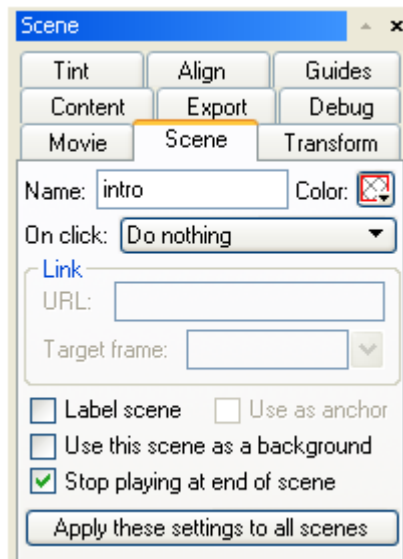 Scene
Tint Align Guides
Content Export Debug
Movie Scene Transform
Name: intro Color:
On click: Do nothing
Link
URL:
Target frame:
Label scene Use as anchor
Use this scene as a background
Stop playing at end of scene
Apply these settings to all scenes